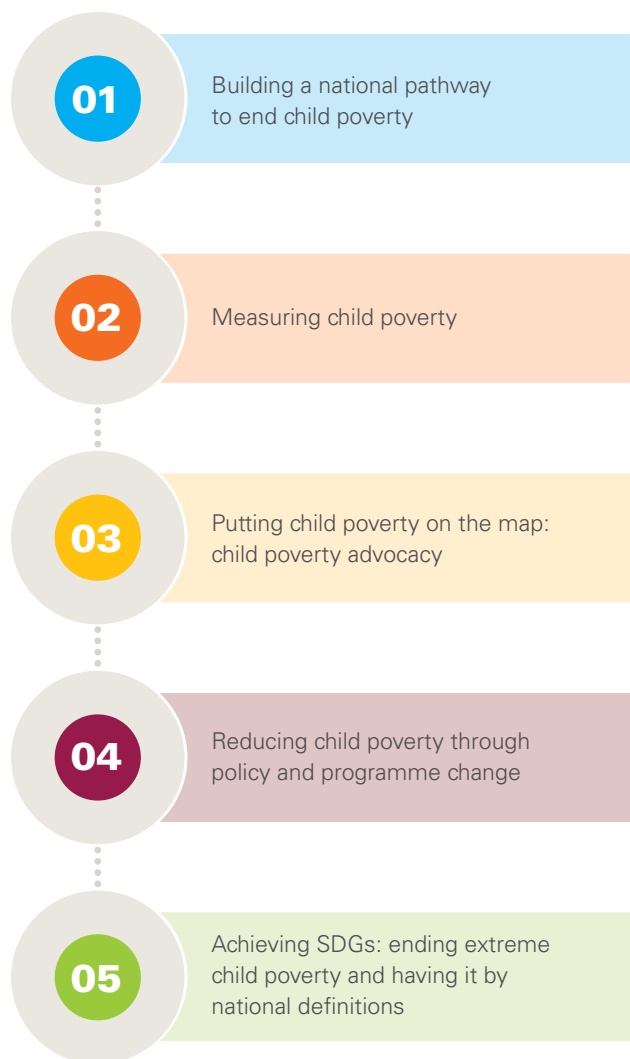 01
Building a national pathway
to end child poverty
02
Measuring child poverty
03
Putting child poverty on the map:
child poverty advocacy
04
Reducing child poverty through
policy and programme change
05
Achieving SDGs: ending extreme
child poverty and having it by
national definitions